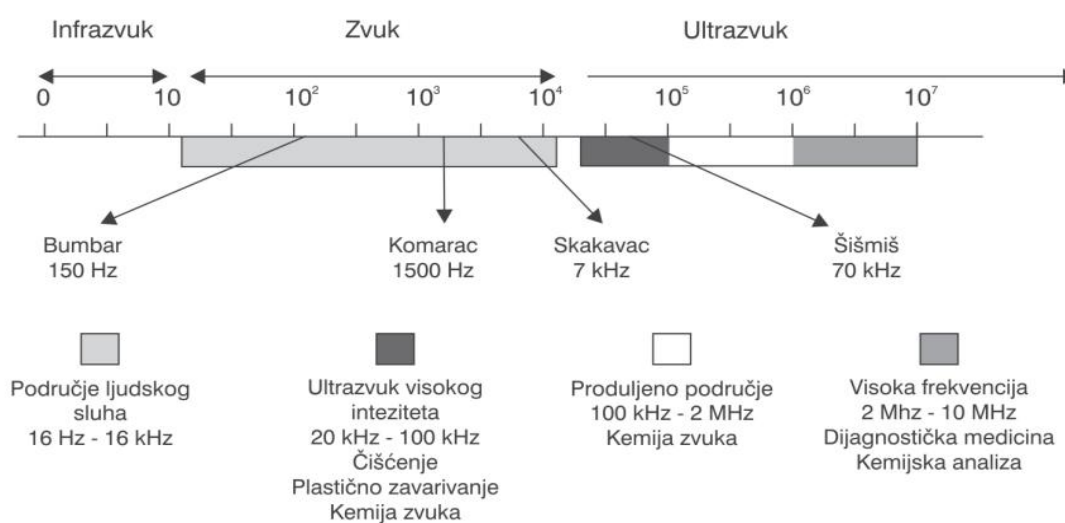 Infrazvuk Zvuk Ultrazvuk
0 10 10² 10³ 10⁴ 10⁵ 10⁶ 10⁷
Bumbar
150 Hz
Komarac
1500 Hz
Skakavac
7 kHz
Šišmiš
70 kHz
Područje ljudskog
sluha
16 Hz - 16 kHz
Ultrazvuk visokog
inteziteta
20 kHz - 100 kHz
Čišćenje
Plastično zavarivanje
Kemija zvuka
Produljeno područje
100 kHz - 2 MHz
Kemija zvuka
Visoka frekvencija
2 Mhz - 10 MHz
Dijagnostička medicina
Kemijska analiza